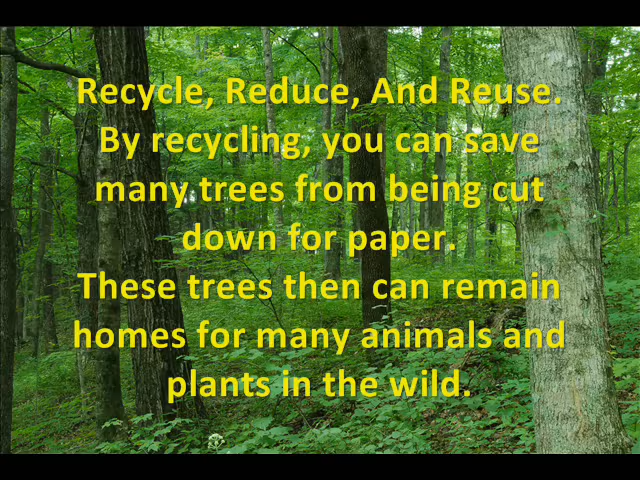 Recycle, Reduce, And Reuse.
By recycling, you can save
many trees from being cut
down for paper.
These trees then can remain
homes for many animals and
plants in the wild.